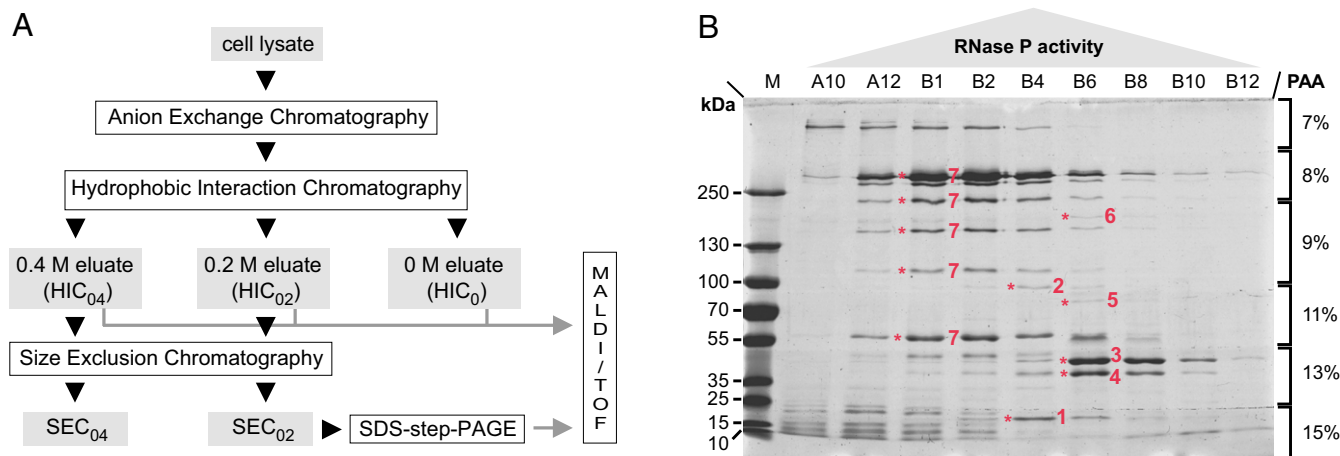 A
cell lysate
Anion Exchange Chromatography
Hydrophobic Interaction Chromatography
0.4 M eluate
(HIC04)
0.2 M eluate
(HIC02)
0 M eluate
(HIC0)
Size Exclusion Chromatography
SEC04
SEC02
SDS-step-PAGE
MALDI/TOF
B
RNase P activity
kDa M A10 A12 B1 B2 B4 B6 B8 B10 B12 PAA
250
130
100
70
55
35
25
15
10
* 7
* 7
* 6
* 7
* 7
* 2
* 5
* 7
* 3
* 4
* 1
7%
8%
9%
11%
13%
15%